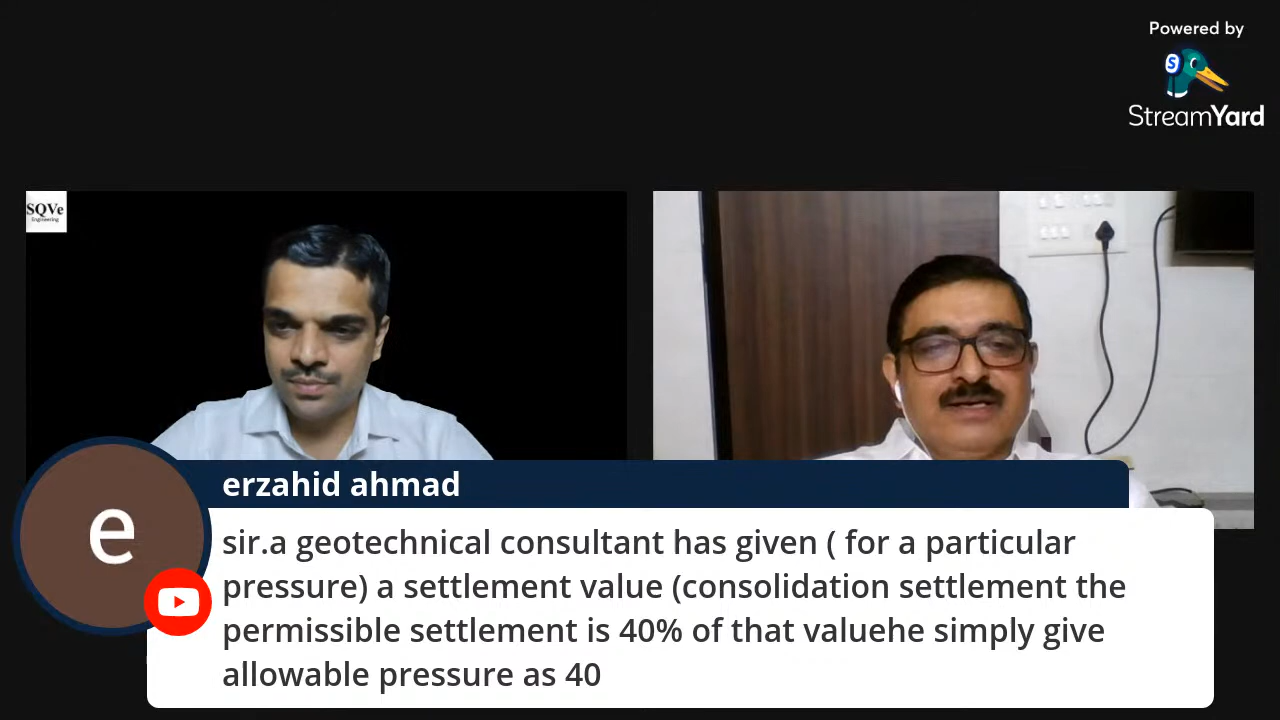 Powered by
S
StreamYard
SQVe
Engineering
erzahid ahmad
e
sir.a geotechnical consultant has given ( for a particular
pressure) a settlement value (consolidation settlement the
permissible settlement is 40% of that valuehe simply give
allowable pressure as 40